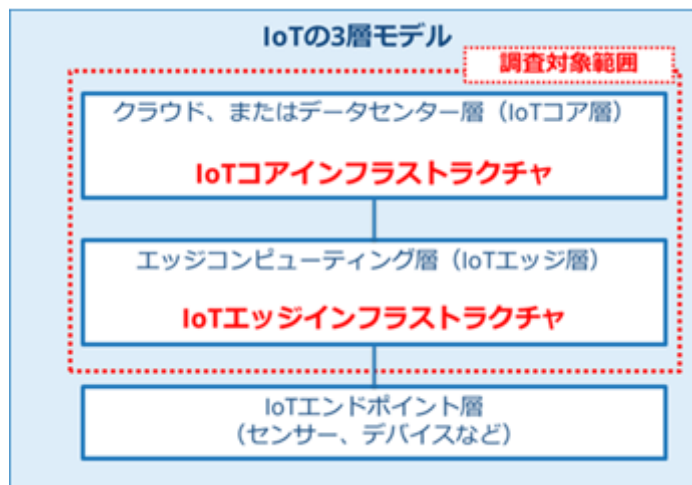 IoTの3層モデル
調査対象範囲
クラウド、またはデータセンター層（IoTコア層）
IoTコアインフラストラクチャ
エッジコンピューティング層（IoTエッジ層）
IoTエッジインフラストラクチャ
IoTエンドポイント層
（センサー、デバイスなど）